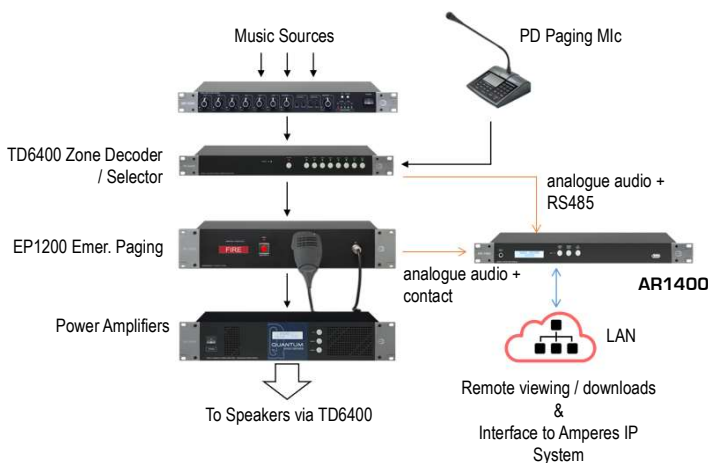 Music Sources
PD Paging MIc
TD6400 Zone Decoder
/ Selector
analogue audio +
RS485
EP1200 Emer. Paging
FIRE
analogue audio +
contact
AR1400
Power Amplifiers
QUANTUM
LAN
To Speakers via TD6400
Remote viewing / downloads
&
Interface to Amperes IP
System